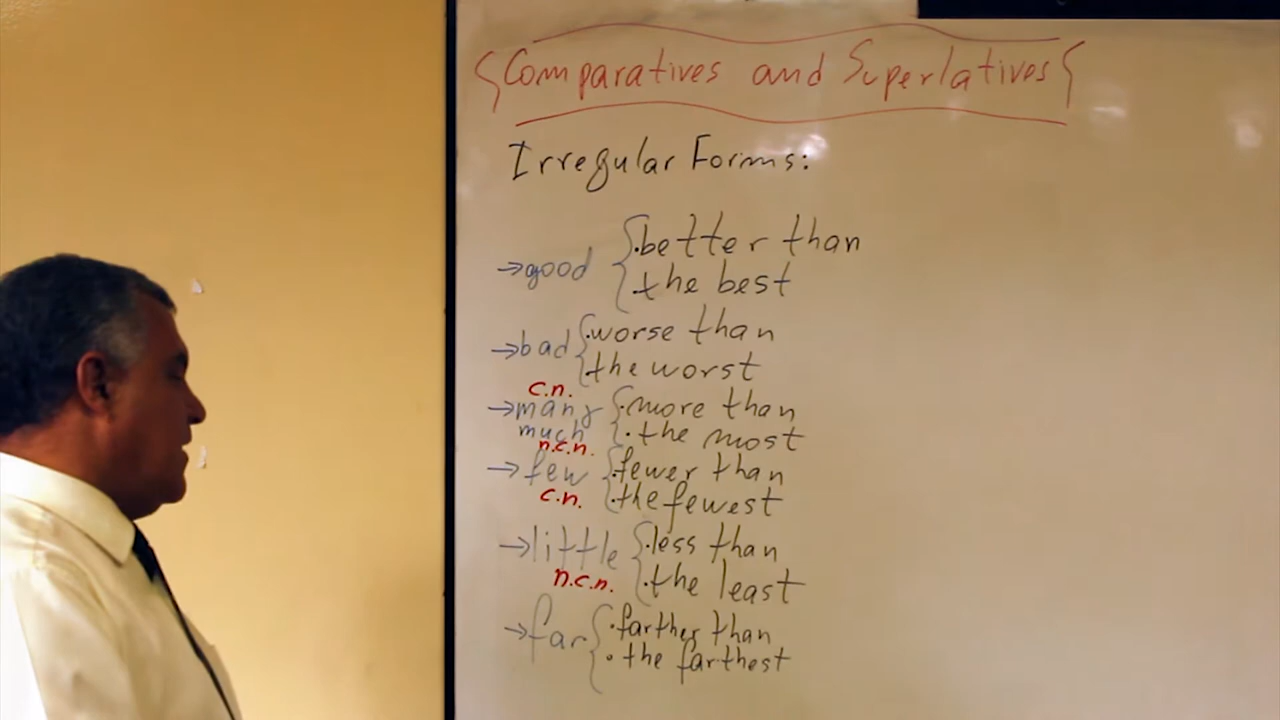 Comparatives and Superlatives
Irregular Forms:
→good { .better than
.the best
→bad { .worse than
.the worst
c.n.
→many { .more than
much .the most
n.c.n.
→few { .fewer than
c.n. .the fewest
→little { .less than
n.c.n. .the least
→far { .farther than
.the farthest